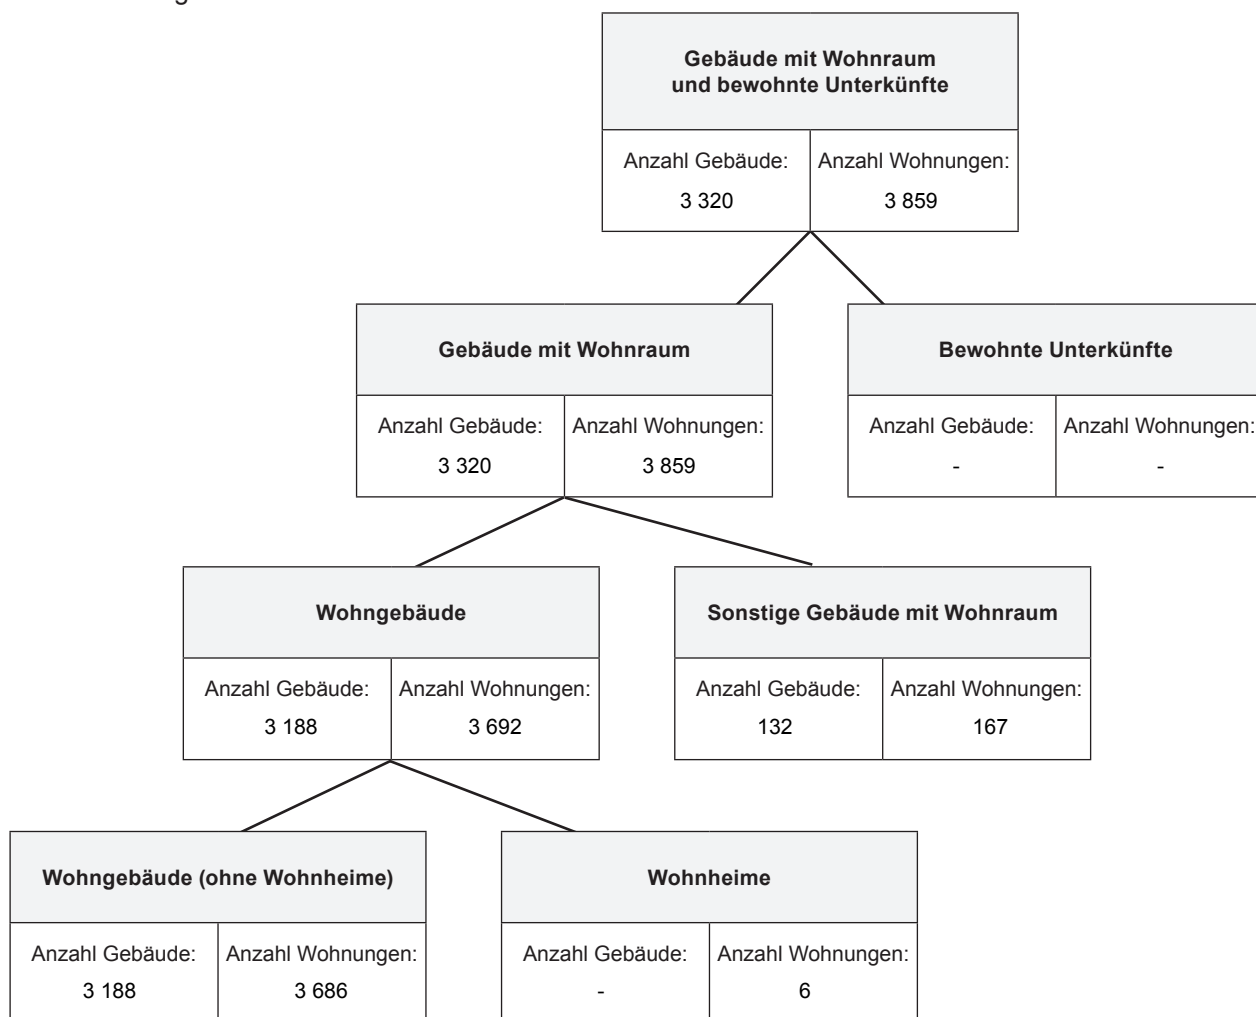 Gebäude mit Wohnraum
und bewohnte Unterkünfte
Anzahl Gebäude: Anzahl Wohnungen:
3 320 3 859
Gebäude mit Wohnraum Bewohnte Unterkünfte
Anzahl Gebäude: Anzahl Wohnungen: Anzahl Gebäude: Anzahl Wohnungen:
3 320 3 859 - -
Wohngebäude Sonstige Gebäude mit Wohnraum
Anzahl Gebäude: Anzahl Wohnungen: Anzahl Gebäude: Anzahl Wohnungen:
3 188 3 692 132 167
Wohngebäude (ohne Wohnheime) Wohnheime
Anzahl Gebäude: Anzahl Wohnungen: Anzahl Gebäude: Anzahl Wohnungen:
3 188 3 686 - 6